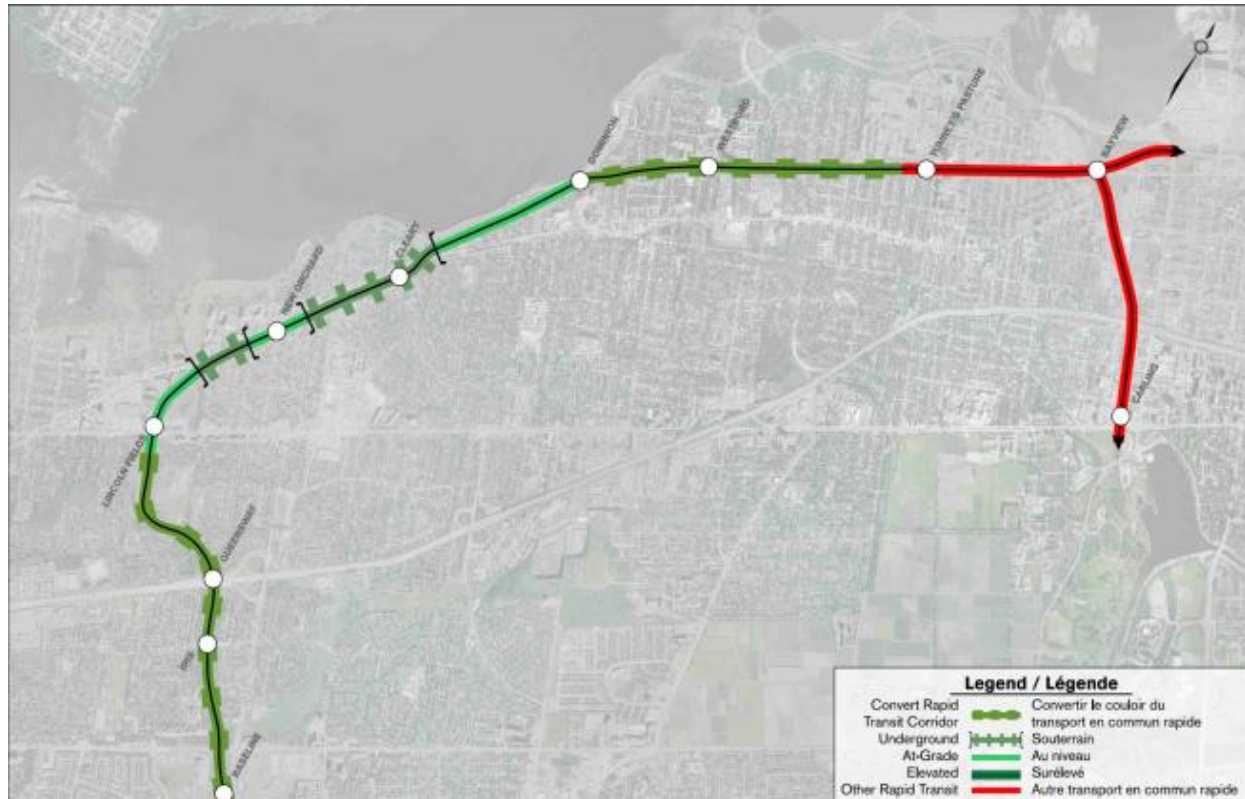 BAYVIEW
TUNNEY'S PASTURE
WESTBORO
DOMINION
CLEARY
NEW ORCHARD
CARLING
LINCOLN FIELDS
QUEENSWAY
IRIS
BASELINE
Legend / Légende
Convert Rapid Transit Corridor
Convertir le couloir du transport en commun rapide
Underground Souterrain
At-Grade Au niveau
Elevated Surélevé
Other Rapid Transit Autre transport en commun rapide